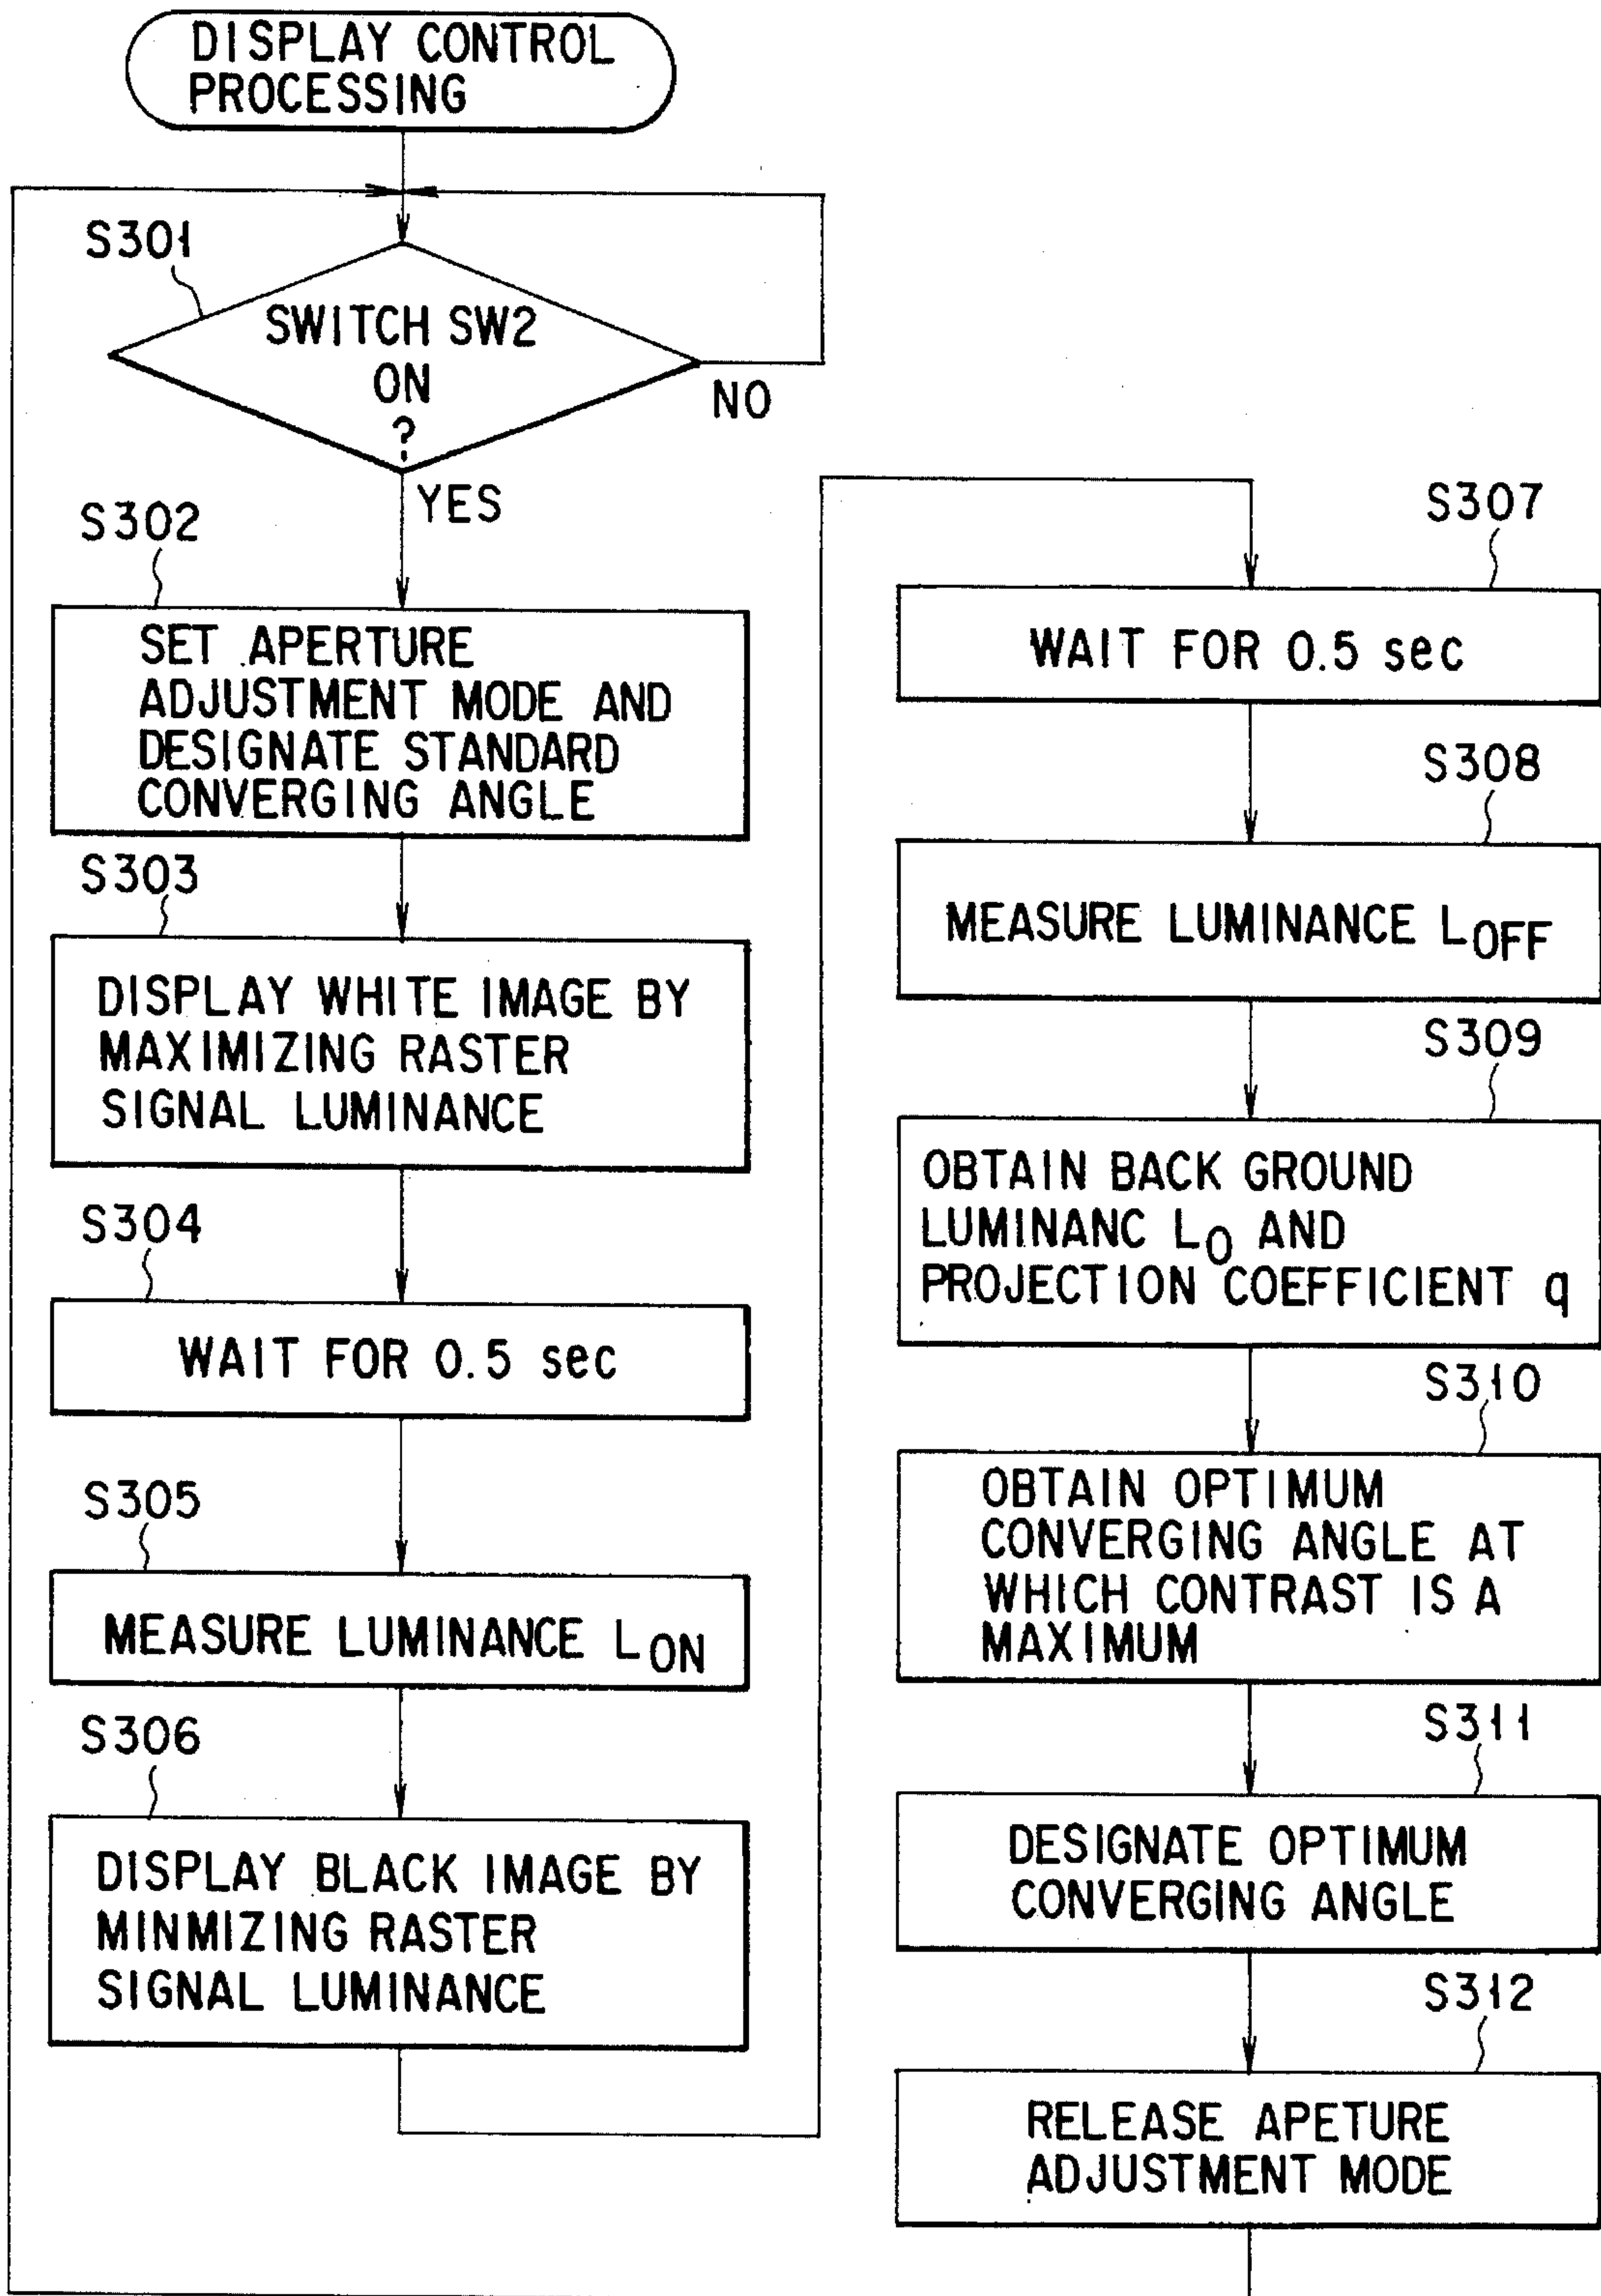 DISPLAY CONTROL
PROCESSING
S301
SWITCH SW2
ON
?
NO
YES
S302
SET APERTURE
ADJUSTMENT MODE AND
DESIGNATE STANDARD
CONVERGING ANGLE
S303
DISPLAY WHITE IMAGE BY
MAXIMIZING RASTER
SIGNAL LUMINANCE
S304
WAIT FOR 0.5 sec
S305
MEASURE LUMINANCE LON
S306
DISPLAY BLACK IMAGE BY
MINMIZING RASTER
SIGNAL LUMINANCE
S307
WAIT FOR 0.5 sec
S308
MEASURE LUMINANCE LOFF
S309
OBTAIN BACK GROUND
LUMINANC LO AND
PROJECTION COEFFICIENT q
S310
OBTAIN OPTIMUM
CONVERGING ANGLE AT
WHICH CONTRAST IS A
MAXIMUM
S311
DESIGNATE OPTIMUM
CONVERGING ANGLE
S312
RELEASE APETURE
ADJUSTMENT MODE